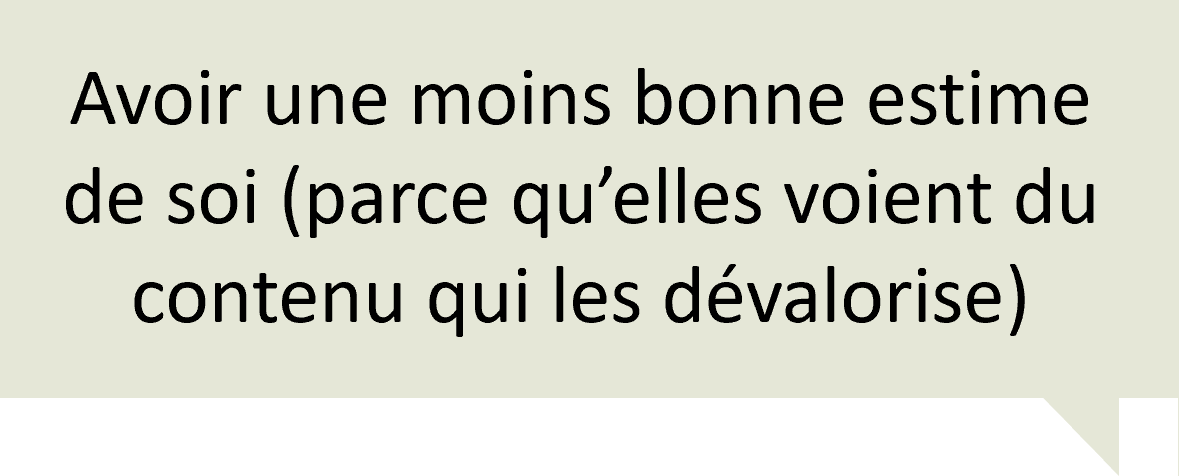 Avoir une moins bonne estime
de soi (parce qu’elles voient du
contenu qui les dévalorise)